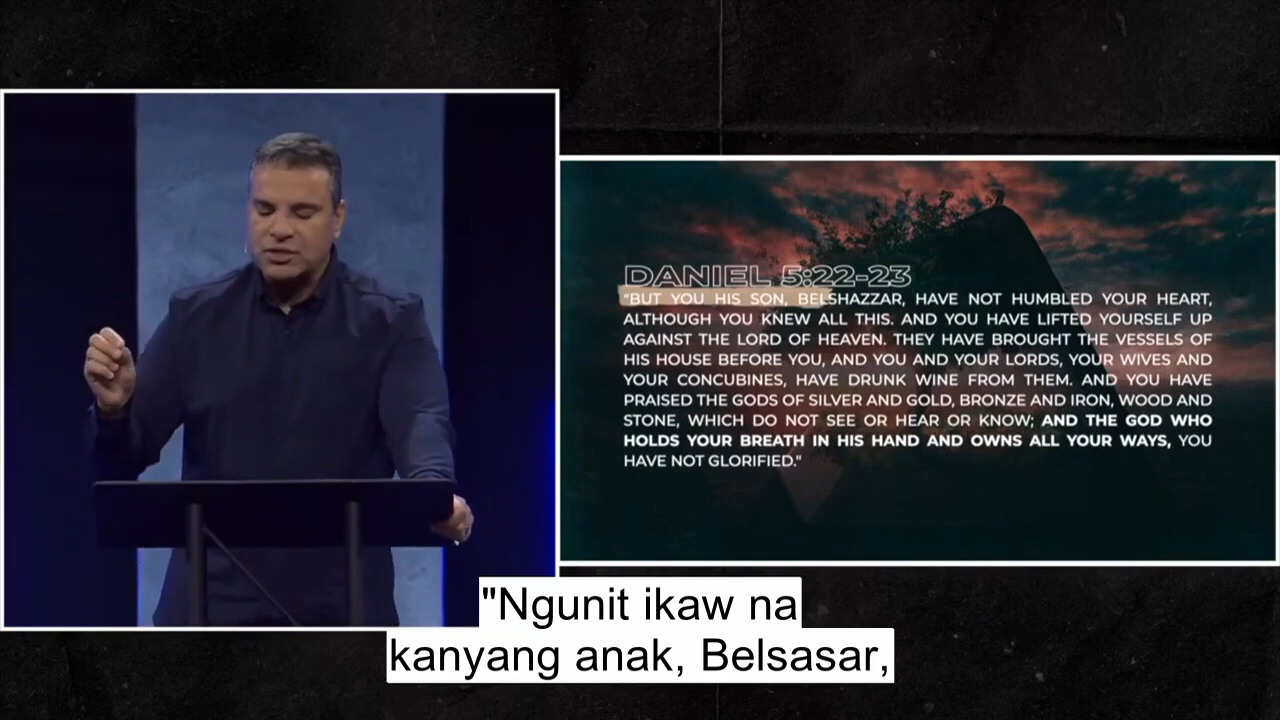 DANIEL 5:22-23
"BUT YOU HIS SON, BELSHAZZAR, HAVE NOT HUMBLED YOUR HEART,
ALTHOUGH YOU KNEW ALL THIS. AND YOU HAVE LIFTED YOURSELF UP
AGAINST THE LORD OF HEAVEN. THEY HAVE BROUGHT THE VESSELS OF
HIS HOUSE BEFORE YOU, AND YOU AND YOUR LORDS, YOUR WIVES AND
YOUR CONCUBINES, HAVE DRUNK WINE FROM THEM. AND YOU HAVE
PRAISED THE GODS OF SILVER AND GOLD, BRONZE AND IRON, WOOD AND
STONE, WHICH DO NOT SEE OR HEAR OR KNOW; AND THE GOD WHO
HOLDS YOUR BREATH IN HIS HAND AND OWNS ALL YOUR WAYS, YOU
HAVE NOT GLORIFIED."
"Ngunit ikaw na
kanyang anak, Belsasar,